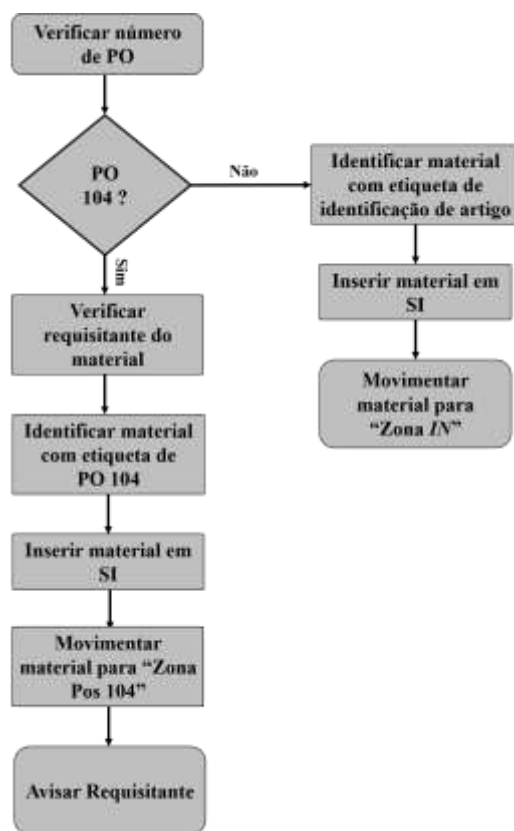 Verificar número
de PO
PO
104 ?
Não
Sim
Identificar material
com etiqueta de
identificação de artigo
Inserir material em
SI
Movimentar
material para
“Zona IN”
Verificar
requisitante do
material
Identificar material
com etiqueta de
PO 104
Inserir material em
SI
Movimentar
material para “Zona
Pos 104”
Avisar Requisitante